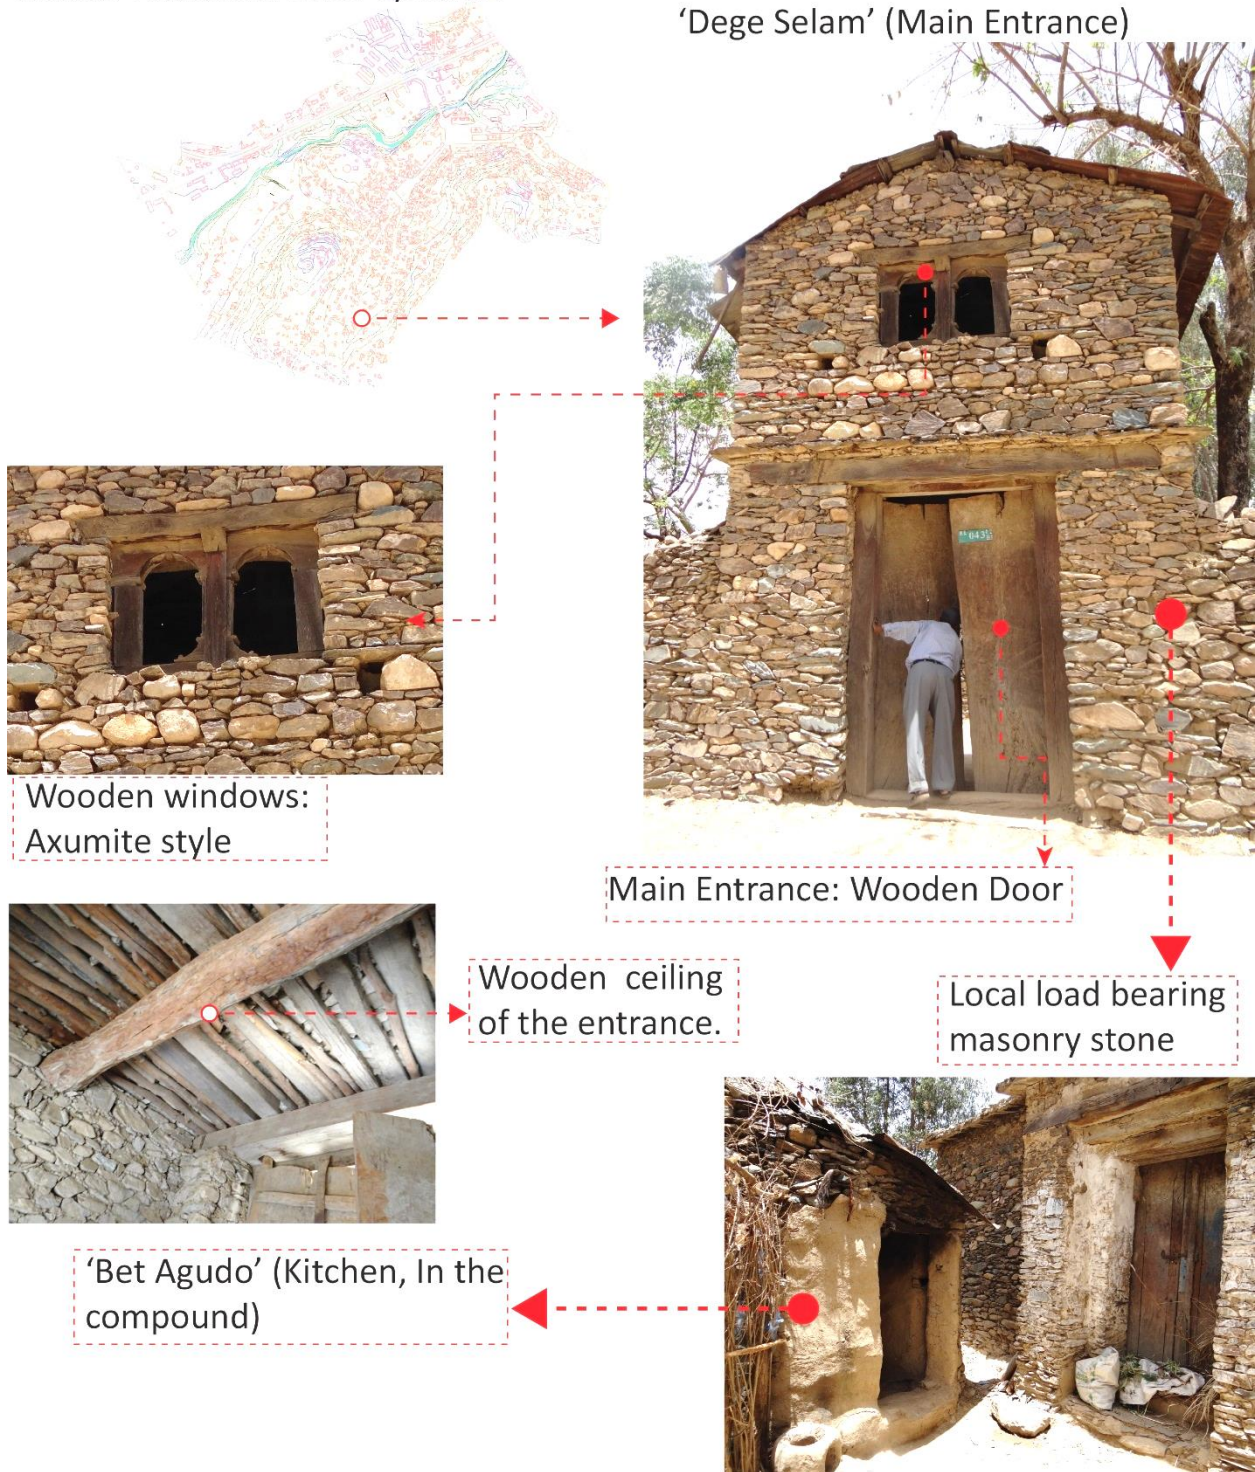 ‘Dege Selam’ (Main Entrance)
043
Wooden windows:
Axumite style
Main Entrance: Wooden Door
Wooden ceiling
of the entrance.
Local load bearing
masonry stone
‘Bet Agudo’ (Kitchen, In the
compound)